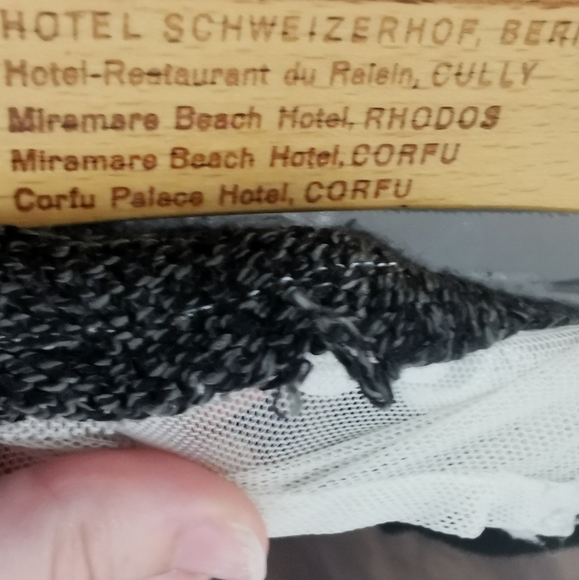 HOTEL SCHWEIZERHOF, BER
Hotel-Restaurant du Raisin, CULLY
Miramare Beach Hotel, RHODOS
Miramare Beach Hotel, CORFU
Corfu Palace Hotel, CORFU